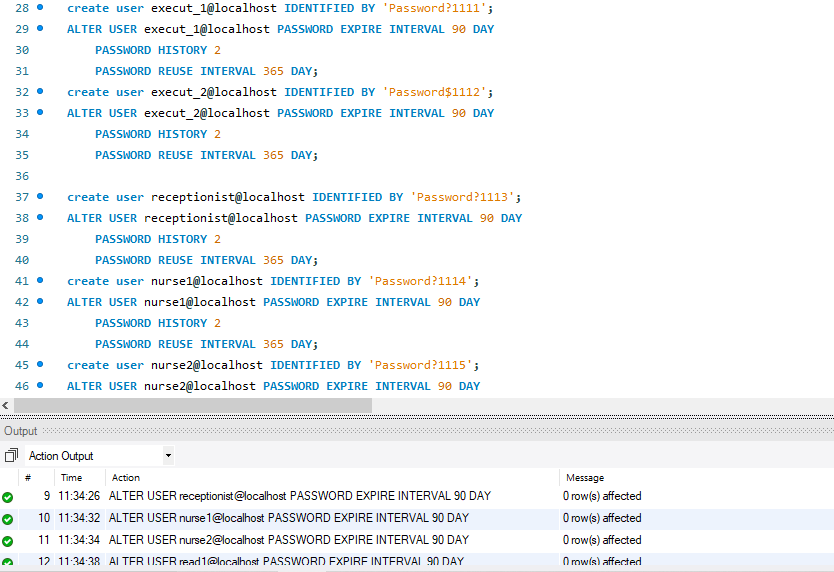 28 create user execut_1@localhost IDENTIFIED BY 'Password?1111';
29 ALTER USER execut_1@localhost PASSWORD EXPIRE INTERVAL 90 DAY
30 PASSWORD HISTORY 2
31 PASSWORD REUSE INTERVAL 365 DAY;
32 create user execut_2@localhost IDENTIFIED BY 'Password$1112';
33 ALTER USER execut_2@localhost PASSWORD EXPIRE INTERVAL 90 DAY
34 PASSWORD HISTORY 2
35 PASSWORD REUSE INTERVAL 365 DAY;
36
37 create user receptionist@localhost IDENTIFIED BY 'Password?1113';
38 ALTER USER receptionist@localhost PASSWORD EXPIRE INTERVAL 90 DAY
39 PASSWORD HISTORY 2
40 PASSWORD REUSE INTERVAL 365 DAY;
41 create user nurse1@localhost IDENTIFIED BY 'Password?1114';
42 ALTER USER nurse1@localhost PASSWORD EXPIRE INTERVAL 90 DAY
43 PASSWORD HISTORY 2
44 PASSWORD REUSE INTERVAL 365 DAY;
45 create user nurse2@localhost IDENTIFIED BY 'Password?1115';
46 ALTER USER nurse2@localhost PASSWORD EXPIRE INTERVAL 90 DAY
Output
Action Output
# Time Action Message
9 11:34:26 ALTER USER receptionist@localhost PASSWORD EXPIRE INTERVAL 90 DAY 0 row(s) affected
10 11:34:32 ALTER USER nurse1@localhost PASSWORD EXPIRE INTERVAL 90 DAY 0 row(s) affected
11 11:34:34 ALTER USER nurse2@localhost PASSWORD EXPIRE INTERVAL 90 DAY 0 row(s) affected
12 11:34:38 ALTER USER read1@localhost PASSWORD EXPIRE INTERVAL 90 DAY 0 row(s) affected